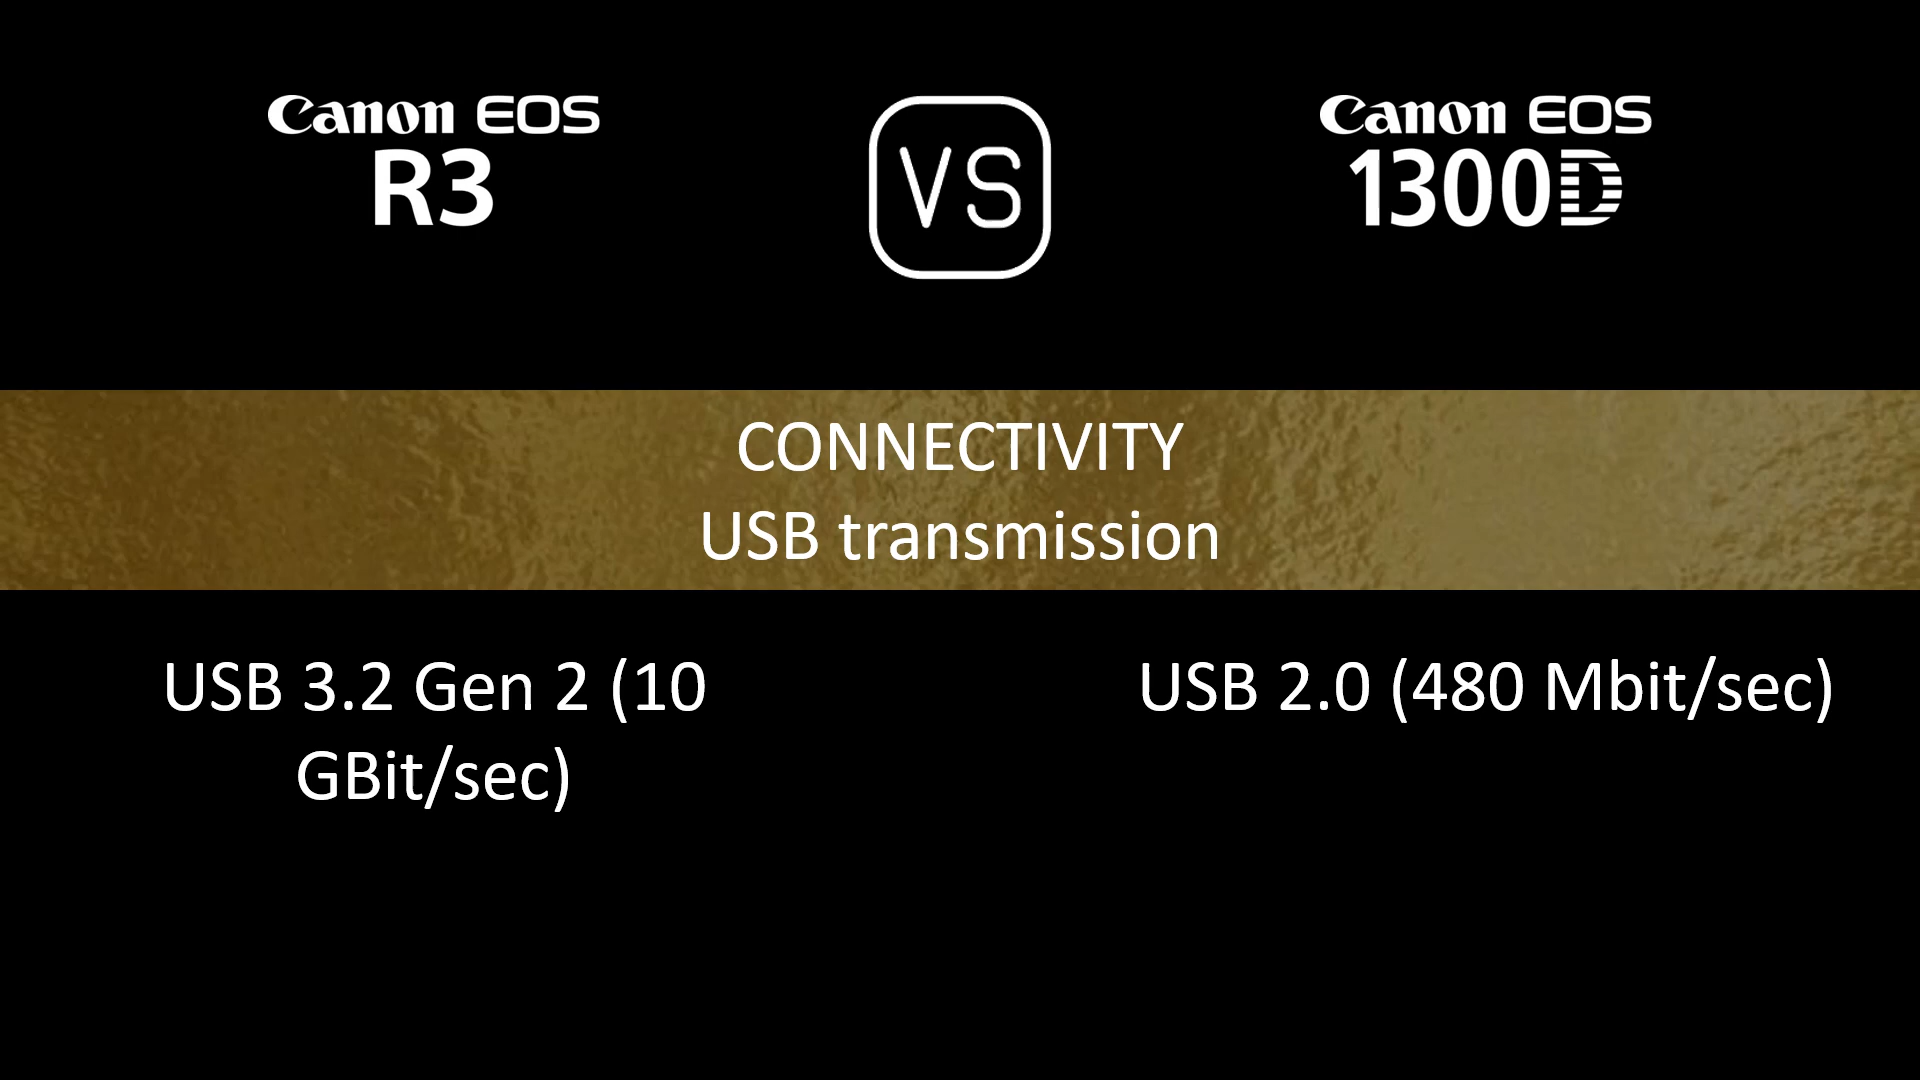 Canon EOS
R3
VS
Canon EOS
1300D
CONNECTIVITY
USB transmission
USB 3.2 Gen 2 (10
GBit/sec)
USB 2.0 (480 Mbit/sec)